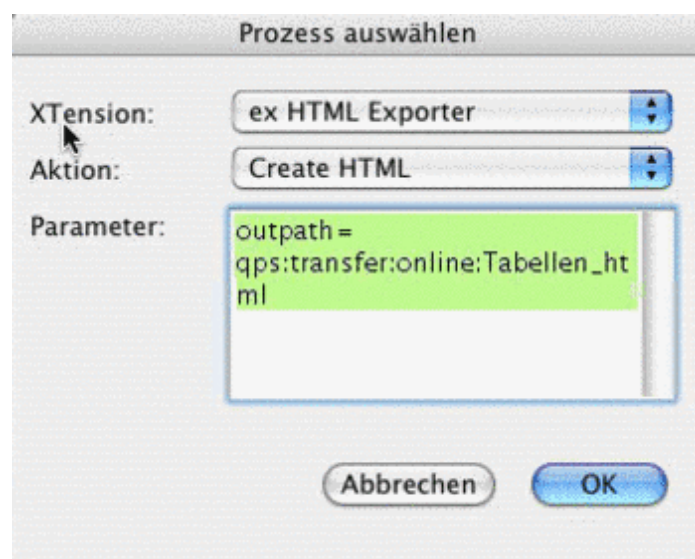 Prozess auswählen
XTension: ex HTML Exporter
Aktion: Create HTML
Parameter: outpath=
qps:transfer:online:Tabellen_ht
ml
Abbrechen OK